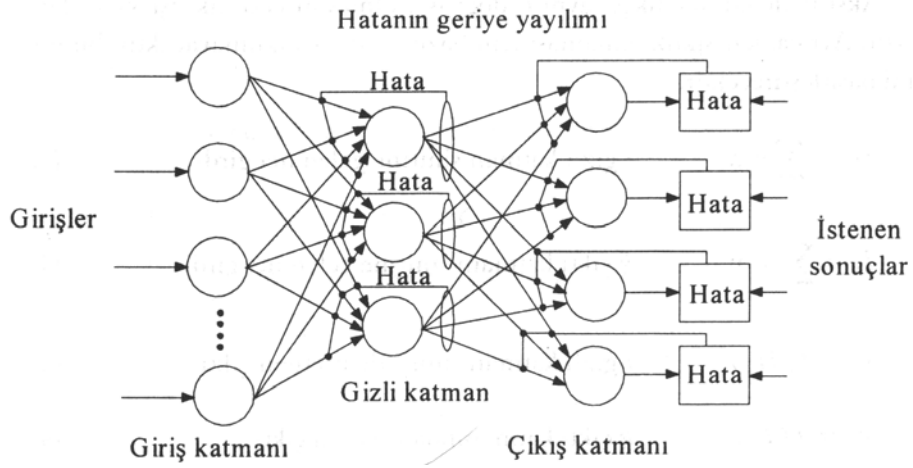 Hatanın geriye yayılımı
Hata
Hata
Hata
Hata
Hata
Hata
Hata
Girişler
İstenen
sonuçlar
Gizli katman
Giriş katmanı
Çıkış katmanı